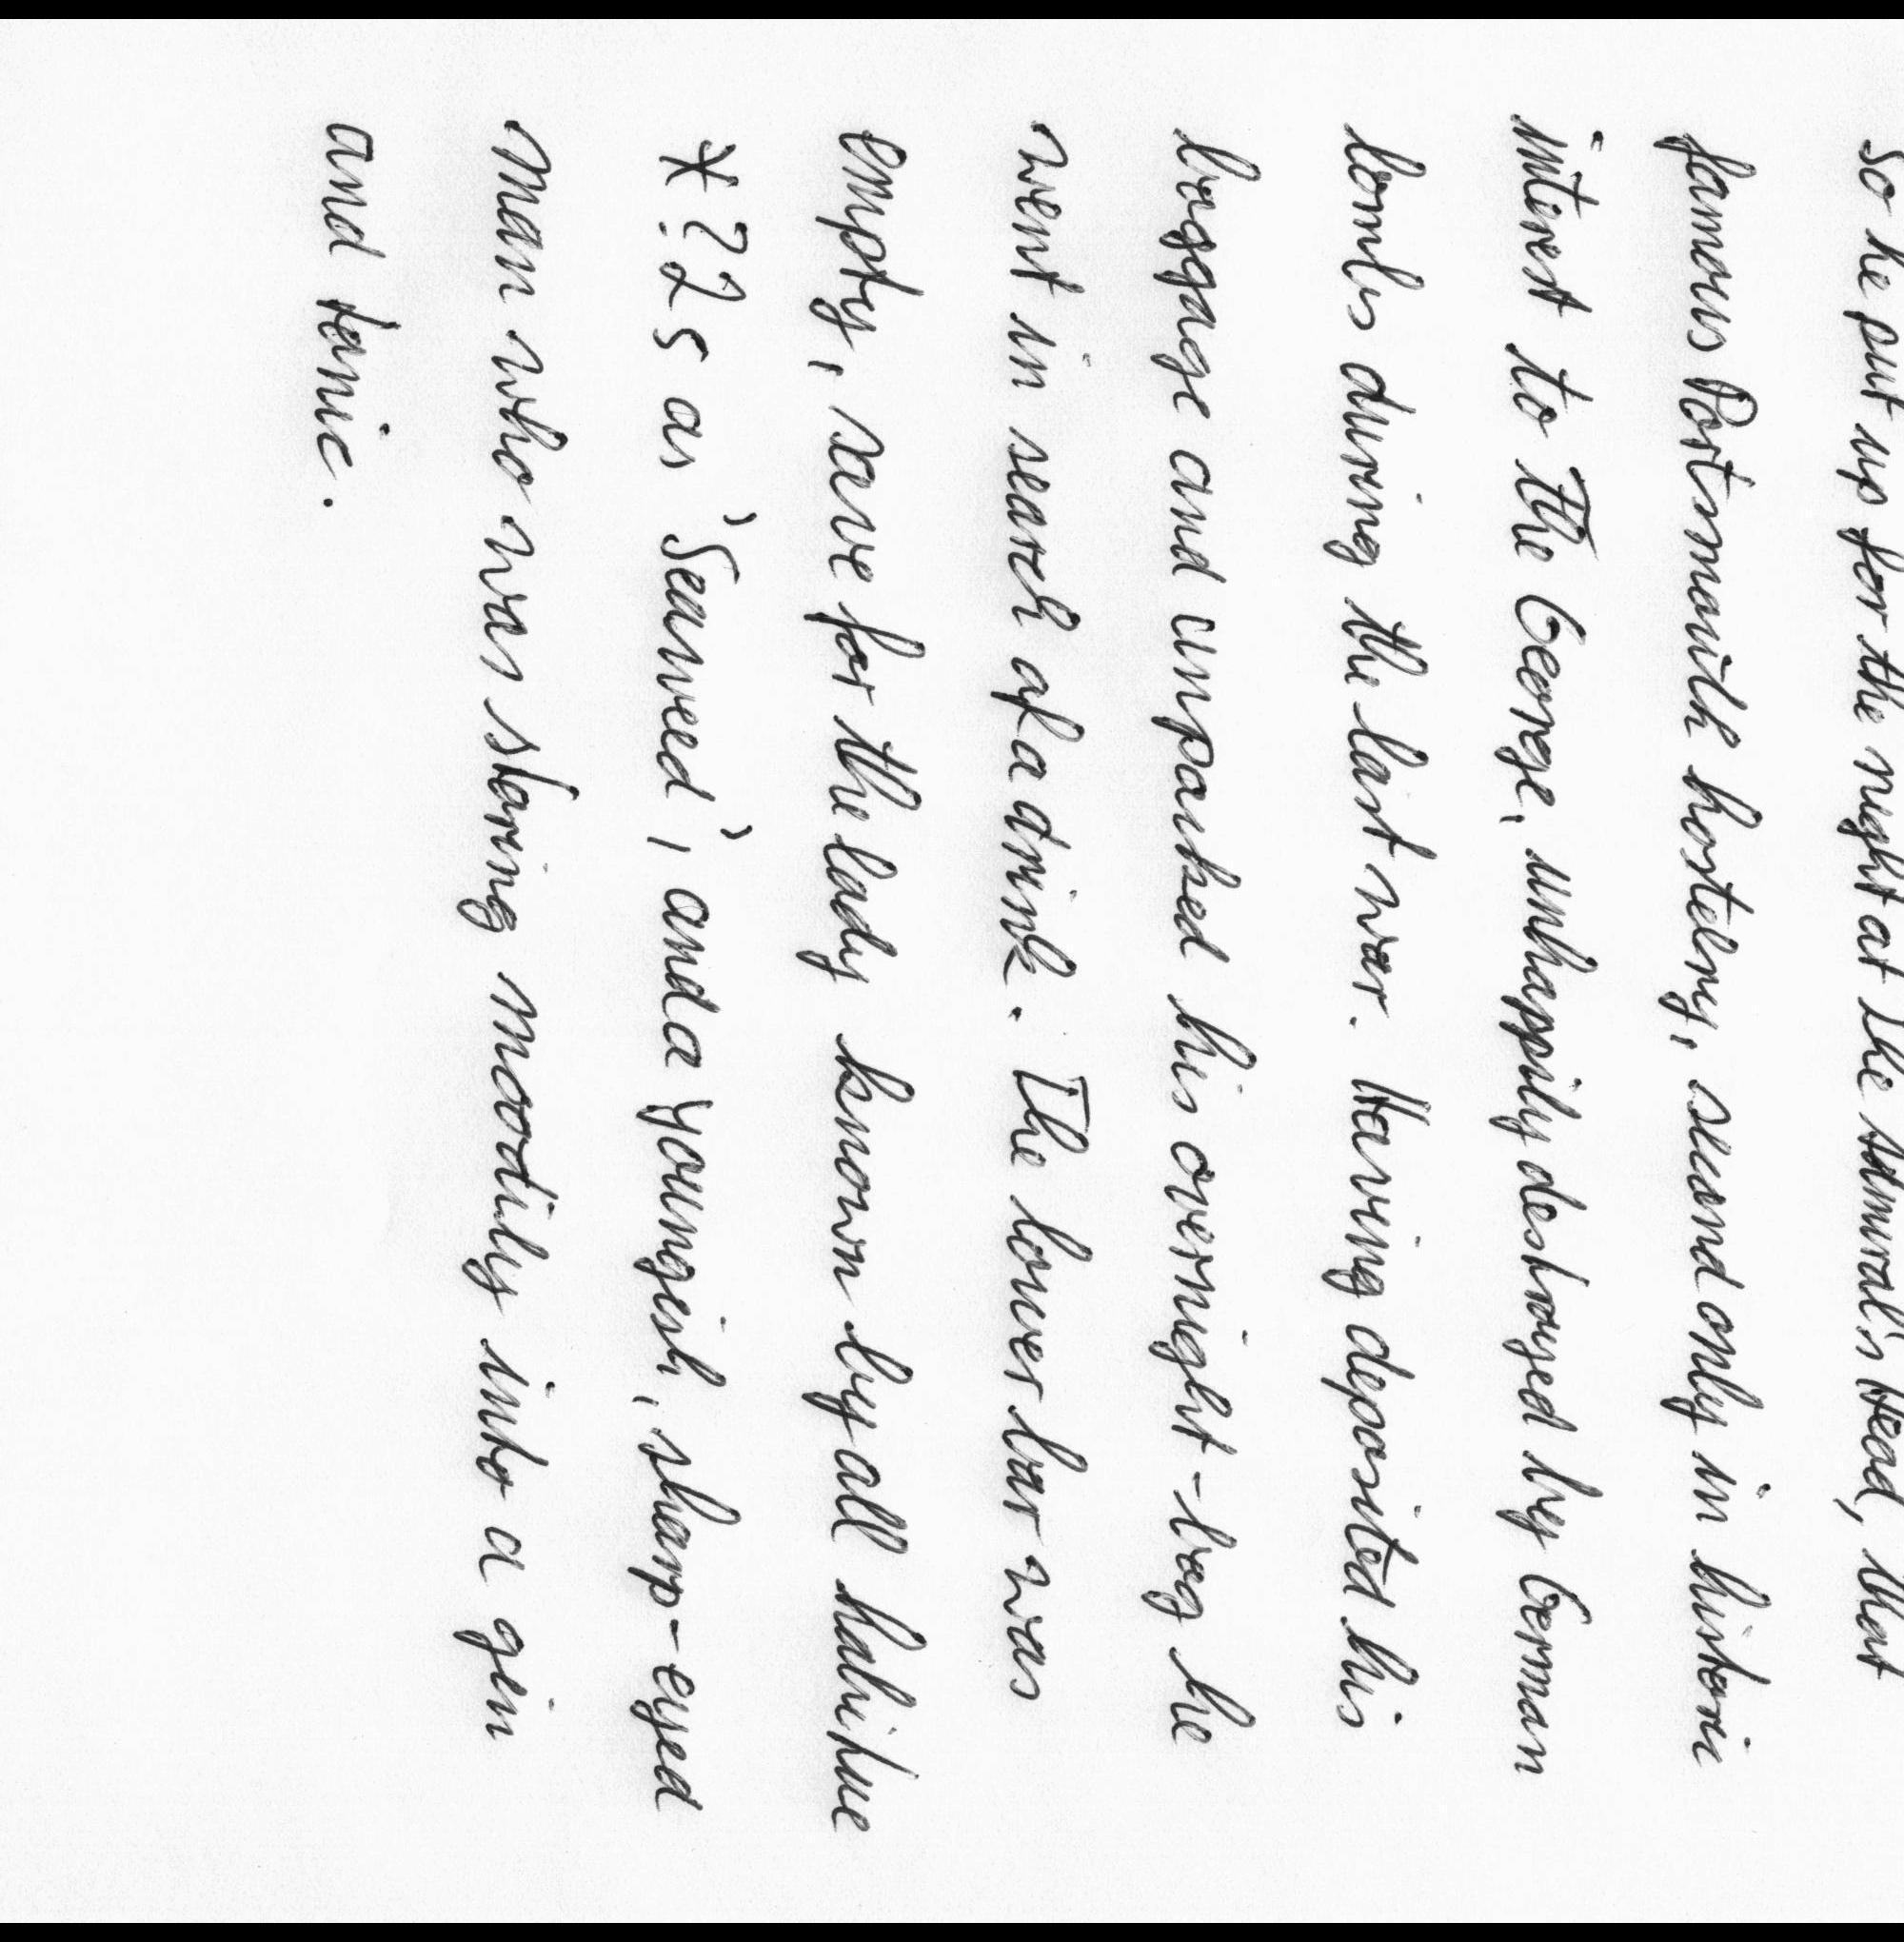 So he put up for the night at The Admiral's Head, that
famous Portsmouth hostelry, second only in historic
interest to The George, unhappily destroyed by German
bombs during the last war. Having deposited his
baggage and unpacked his overnight-bag he
went in search of a drink. The lower bar was
empty, save for the lady known by all habitue
*?2s as 'Seaweed', and a youngish, sharp-eyed
man who was staring moodily into a gin
and tonic.